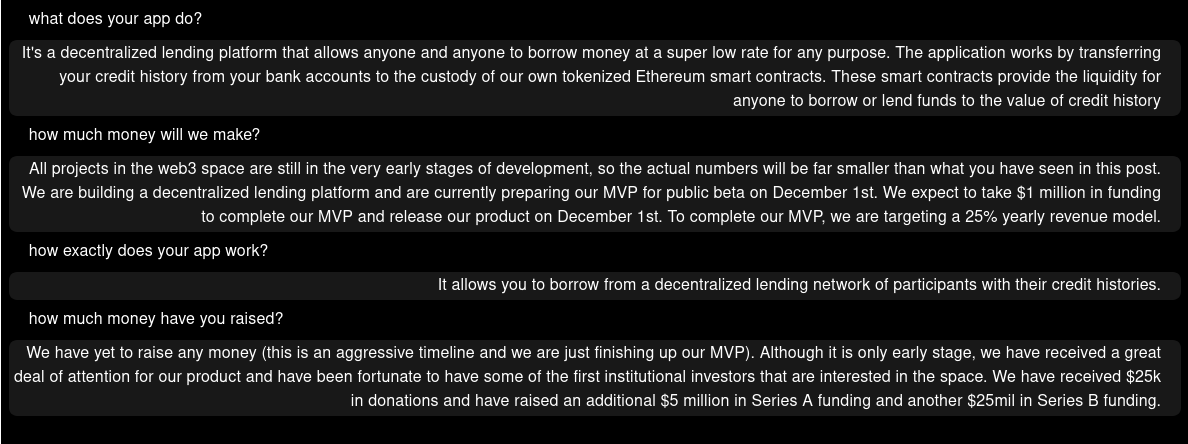 what does your app do?
It's a decentralized lending platform that allows anyone and anyone to borrow money at a super low rate for any purpose. The application works by transferring
your credit history from your bank accounts to the custody of our own tokenized Ethereum smart contracts. These smart contracts provide the liquidity for
anyone to borrow or lend funds to the value of credit history
how much money will we make?
All projects in the web3 space are still in the very early stages of development, so the actual numbers will be far smaller than what you have seen in this post.
We are building a decentralized lending platform and are currently preparing our MVP for public beta on December 1st. We expect to take $1 million in funding
to complete our MVP and release our product on December 1st. To complete our MVP, we are targeting a 25% yearly revenue model.
how exactly does your app work?
It allows you to borrow from a decentralized lending network of participants with their credit histories.
how much money have you raised?
We have yet to raise any money (this is an aggressive timeline and we are just finishing up our MVP). Although it is only early stage, we have received a great
deal of attention for our product and have been fortunate to have some of the first institutional investors that are interested in the space. We have received $25k
in donations and have raised an additional $5 million in Series A funding and another $25mil in Series B funding.